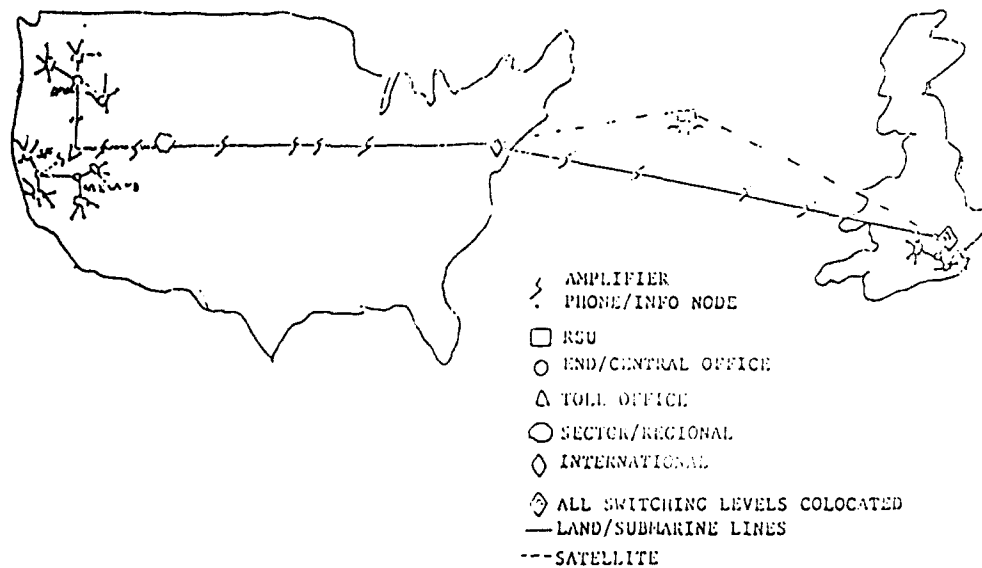 AMPLIFIER
PHONE/INFO NODE
RSU
END/CENTRAL OFFICE
TOLL OFFICE
SECTOR/REGIONAL
INTERNATIONAL
ALL SWITCHING LEVELS COLOCATED
LAND/SUBMARINE LINES
SATELLITE